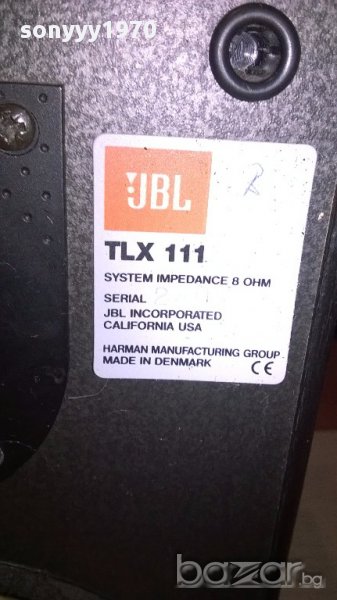 sonyyy1970
JBL
TLX 111
SYSTEM IMPEDANCE 8 OHM
SERIAL
JBL INCORPORATED
CALIFORNIA USA
HARMAN MANUFACTURING GROUP
MADE IN DENMARK CE
bazar.bg